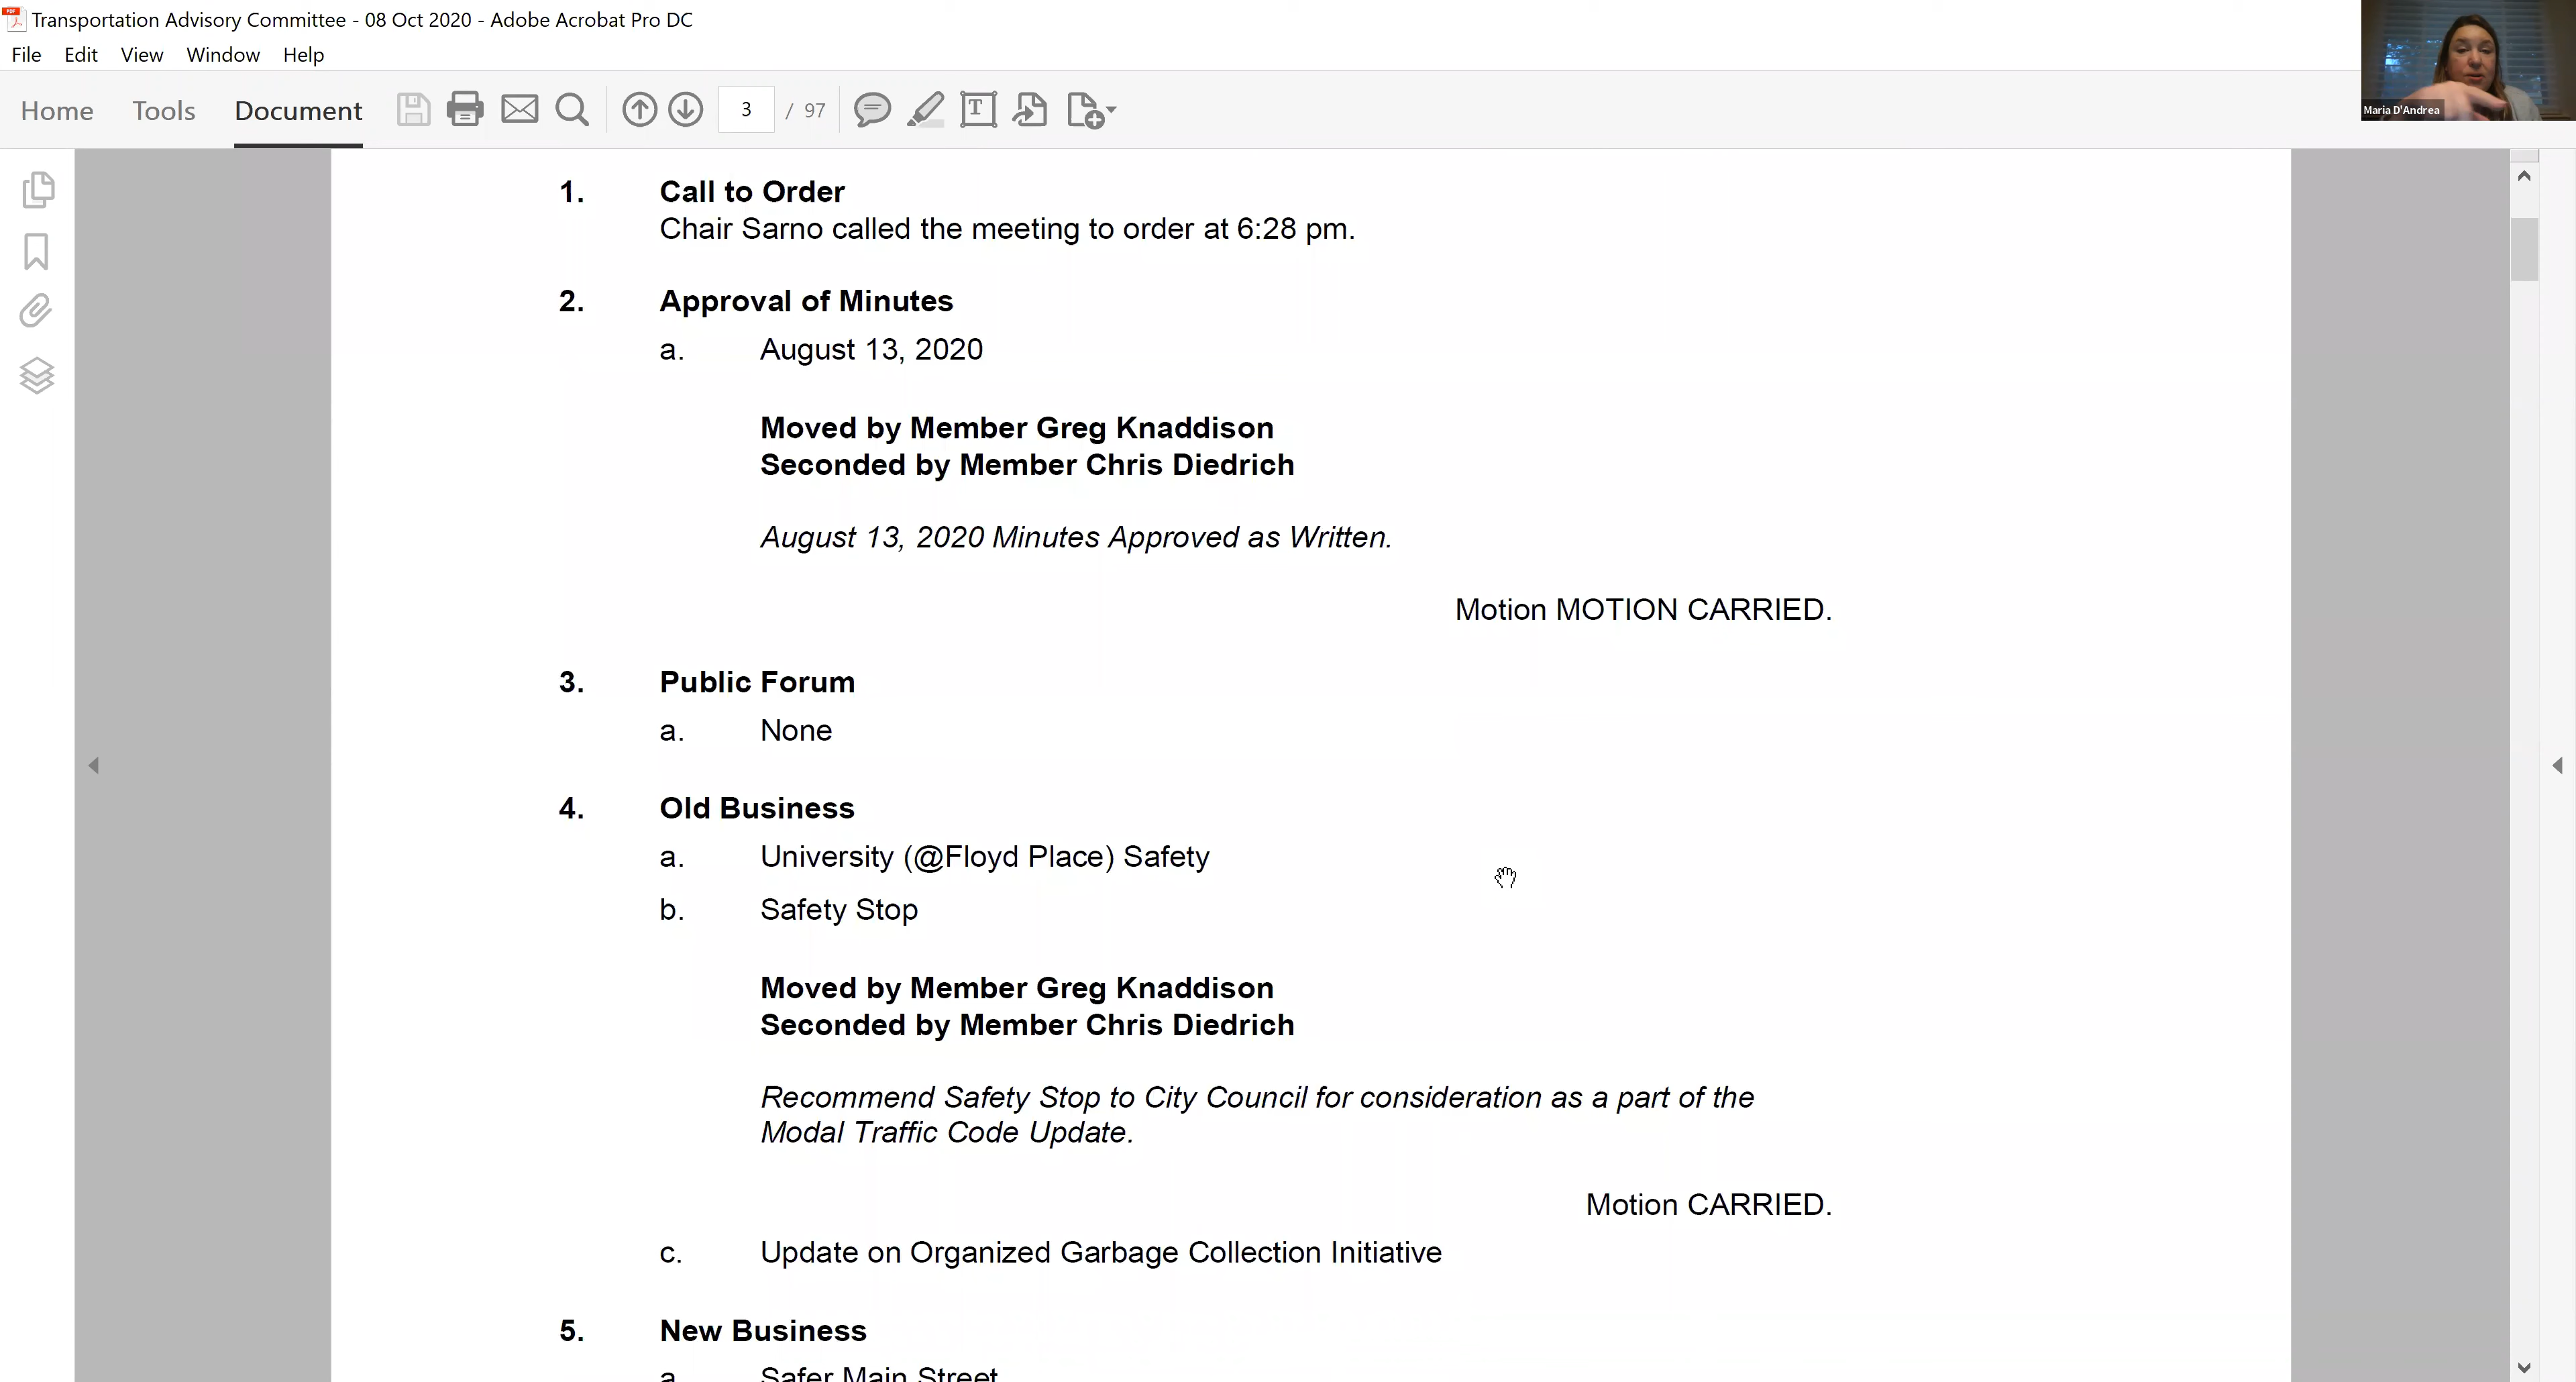 Transportation Advisory Committee - 08 Oct 2020 - Adobe Acrobat Pro DC
File Edit View Window Help
Home Tools Document 3 / 97
Maria D'Andrea
1. Call to Order
Chair Sarno called the meeting to order at 6:28 pm.
2. Approval of Minutes
a. August 13, 2020
Moved by Member Greg Knaddison
Seconded by Member Chris Diedrich
August 13, 2020 Minutes Approved as Written.
Motion MOTION CARRIED.
3. Public Forum
a. None
4. Old Business
a. University (@Floyd Place) Safety
b. Safety Stop
Moved by Member Greg Knaddison
Seconded by Member Chris Diedrich
Recommend Safety Stop to City Council for consideration as a part of the
Modal Traffic Code Update.
Motion CARRIED.
c. Update on Organized Garbage Collection Initiative
5. New Business
a. Safer Main Street